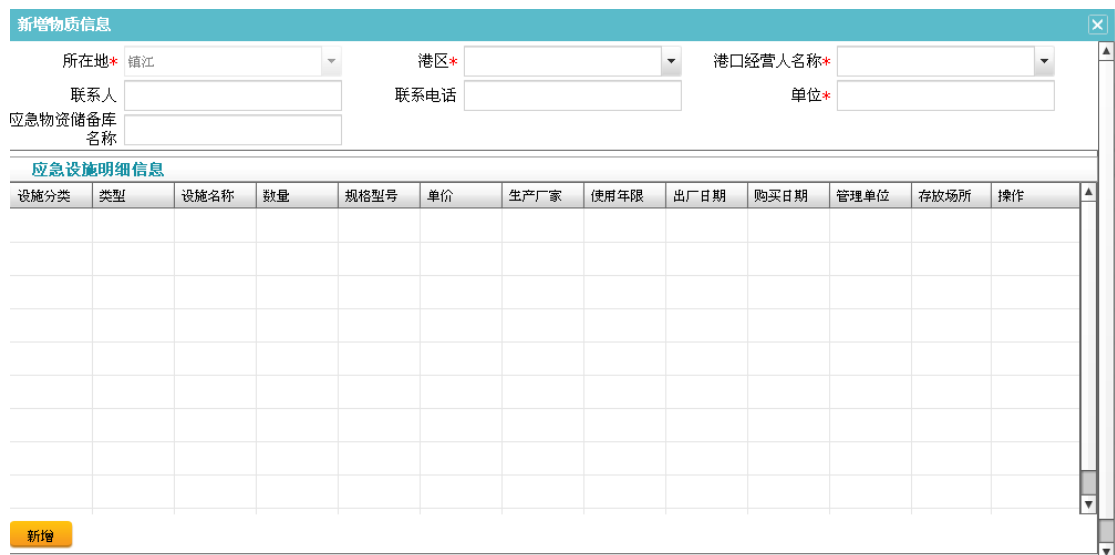 新增物质信息
所在地* 镇江 港区* 港口经营人名称*
联系人 联系电话 单位*
应急物资储备库
名称
应急设施明细信息
设施分类 类型 设施名称 数量 规格型号 单价 生产厂家 使用年限 出厂日期 购买日期 管理单位 存放场所 操作
新增